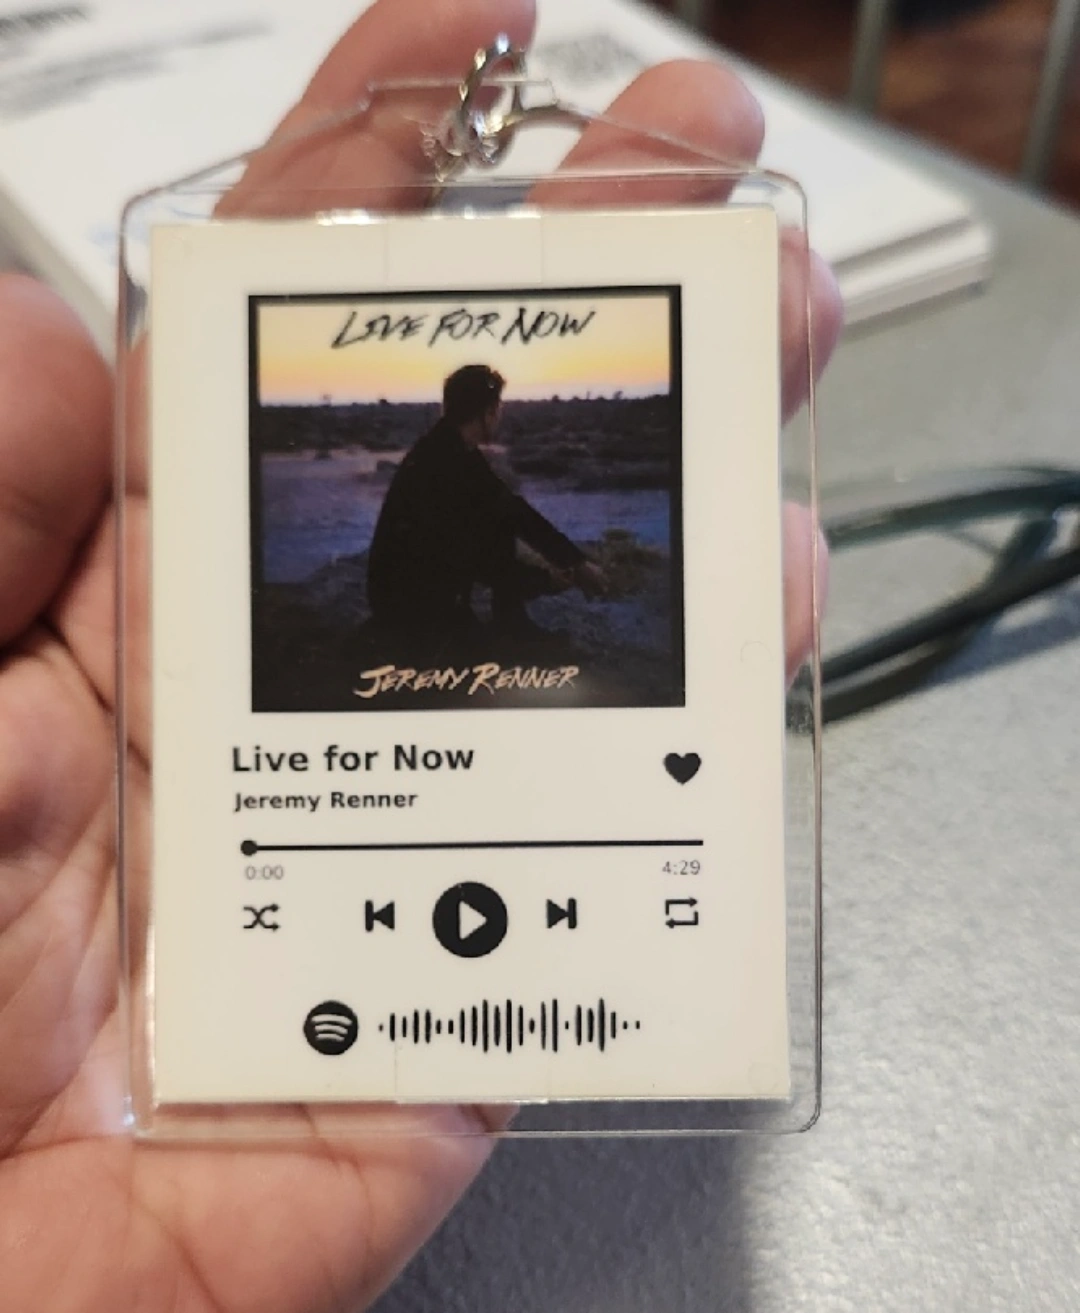 LIVE FOR NOW
JEREMY RENNER
Live for Now
Jeremy Renner
0:00
4:29